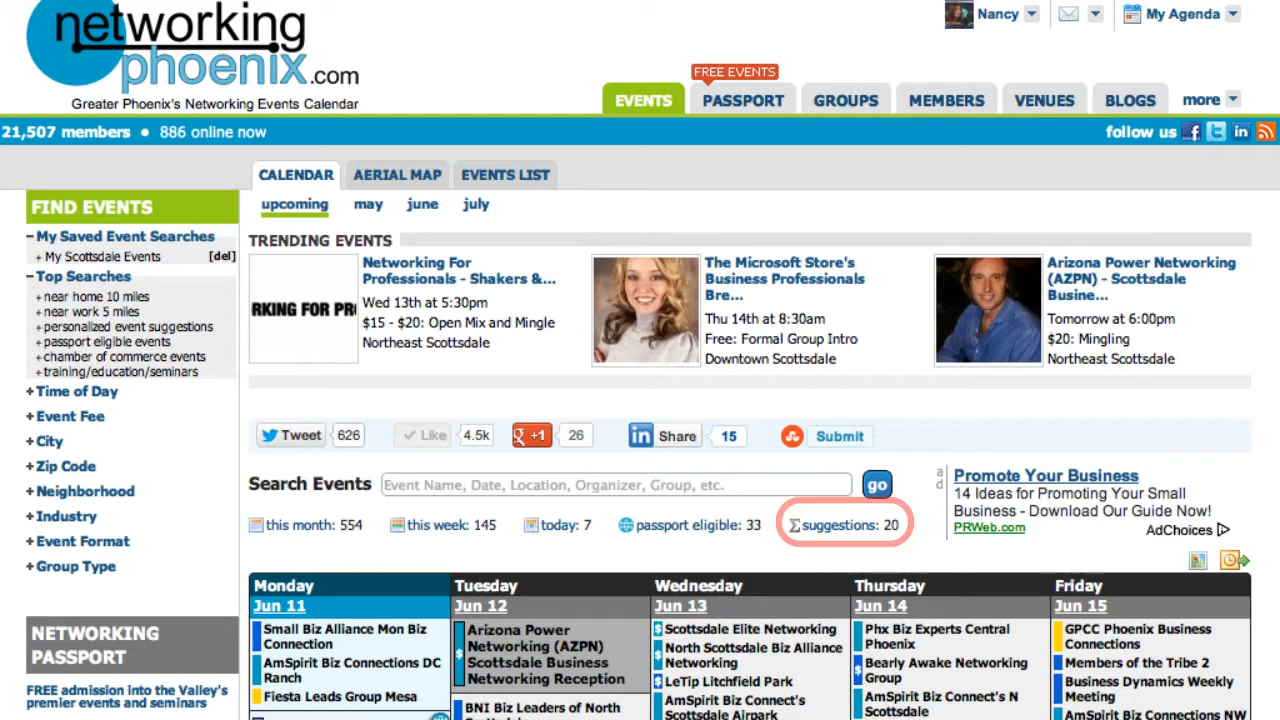 networking
phoenix.com
Greater Phoenix's Networking Events Calendar
Nancy
My Agenda
FREE EVENTS
EVENTS
PASSPORT
GROUPS
MEMBERS
VENUES
BLOGS
more
21,507 members • 886 online now
follow us
CALENDAR
AERIAL MAP
EVENTS LIST
upcoming
may
june
july
FIND EVENTS
−My Saved Event Searches
+ My Scottsdale Events [del]
−Top Searches
+near home 10 miles
+near work 5 miles
+personalized event suggestions
+passport eligible events
+chamber of commerce events
+training/education/seminars
+Time of Day
+Event Fee
+City
+Zip Code
+Neighborhood
+Industry
+Event Format
+Group Type
NETWORKING
PASSPORT
FREE admission into the Valley's
premier events and seminars
TRENDING EVENTS
RKING FOR PR
Networking For
Professionals - Shakers &...
Wed 13th at 5:30pm
$15 - $20: Open Mix and Mingle
Northeast Scottsdale
The Microsoft Store's
Business Professionals
Bre...
Thu 14th at 8:30am
Free: Formal Group Intro
Downtown Scottsdale
Arizona Power Networking
(AZPN) - Scottsdale
Busine...
Tomorrow at 6:00pm
$20: Mingling
Northeast Scottsdale
Tweet 626
Like 4.5k
g +1 26
in Share 15
Submit
Search Events
Event Name, Date, Location, Organizer, Group, etc.
go
this month: 554
this week: 145
today: 7
passport eligible: 33
Σsuggestions: 20
ad
Promote Your Business
14 Ideas for Promoting Your Small
Business - Download Our Guide Now!
PRWeb.com
AdChoices
Monday
Jun 11
Small Biz Alliance Mon Biz
Connection
AmSpirit Biz Connections DC
Ranch
Fiesta Leads Group Mesa
Tuesday
Jun 12
$
Arizona Power
Networking (AZPN)
Scottsdale Business
Networking Reception
BNI Biz Leaders of North
Wednesday
Jun 13
$ Scottsdale Elite Networking
$ North Scottsdale Biz Alliance
Networking
$ LeTip Litchfield Park
AmSpirit Biz Connect's
Scottsdale Airpark
Thursday
Jun 14
Phx Biz Experts Central
Phoenix
$ Bearly Awake Networking
Group
AmSpirit Biz Connect's N
Scottsdale
Friday
Jun 15
GPCC Phoenix Business
Connections
Members of the Tribe 2
Business Dynamics Weekly
Meeting
AmSpirit Biz Connections NW